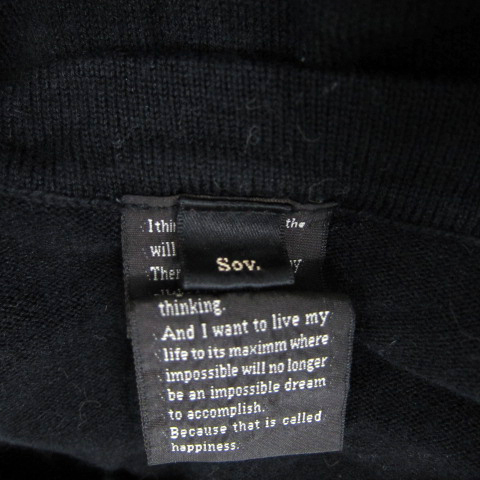 the
will
Sov.
thinking.
And I want to live my
life to its maximm where
impossible will no longer
be an impossible dream
to accomplish.
Because that is called
happiness.